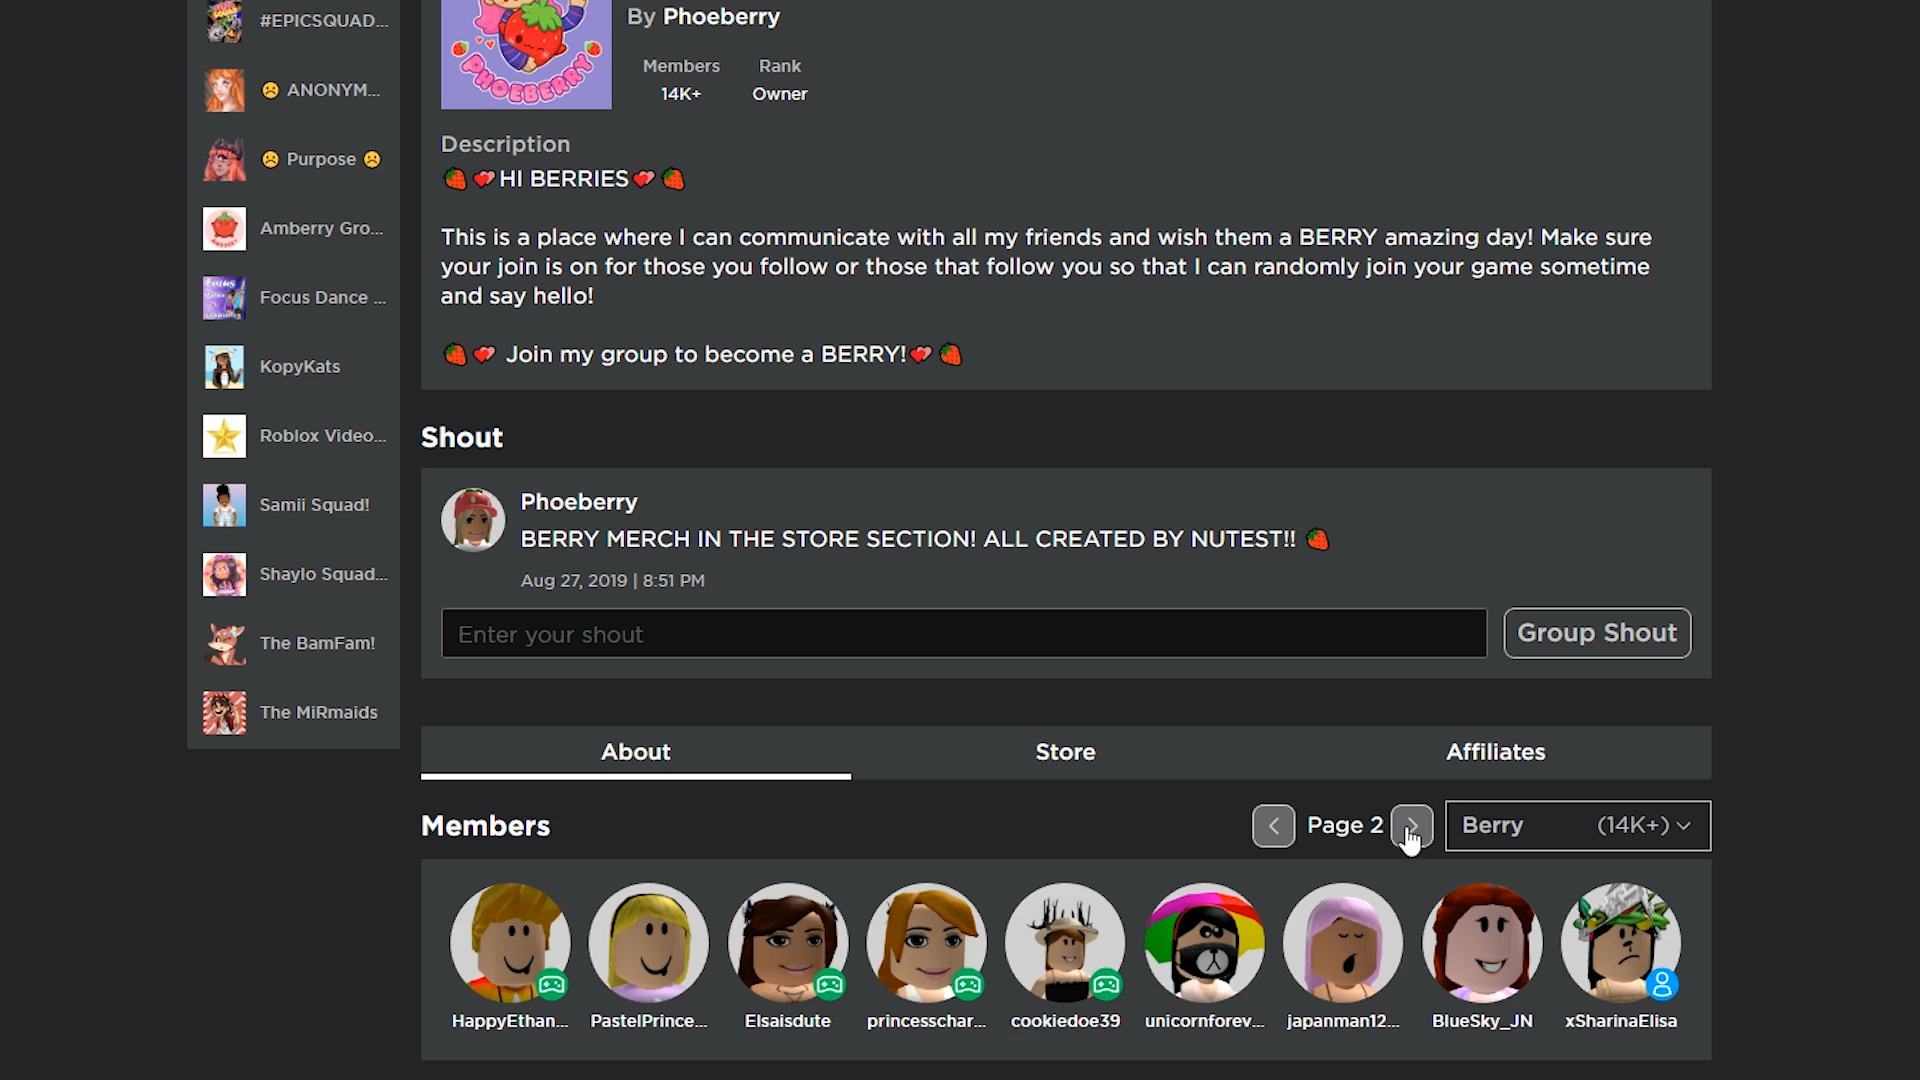 #EPICSQUAD...
ANONYM...
Purpose
Amberry Gro...
Focus Dance ...
KopyKats
Roblox Video...
Samii Squad!
Shaylo Squad...
The BamFam!
The MiRmaids
PHOEBERRY
By Phoeberry
Members Rank
14K+ Owner
Description
🍓💕HI BERRIES💕🍓
This is a place where I can communicate with all my friends and wish them a BERRY amazing day! Make sure
your join is on for those you follow or those that follow you so that I can randomly join your game sometime
and say hello!
🍓💕 Join my group to become a BERRY!💕🍓
Shout
Phoeberry
BERRY MERCH IN THE STORE SECTION! ALL CREATED BY NUTEST!! 🍓
Aug 27, 2019 | 8:51 PM
Enter your shout
Group Shout
About Store Affiliates
Members
Page 2
Berry (14K+)
HappyEthan... PastelPrince... Elsaisdute princesschar... cookiedoe39 unicornforev... japanman12... BlueSky_JN xSharinaElisa